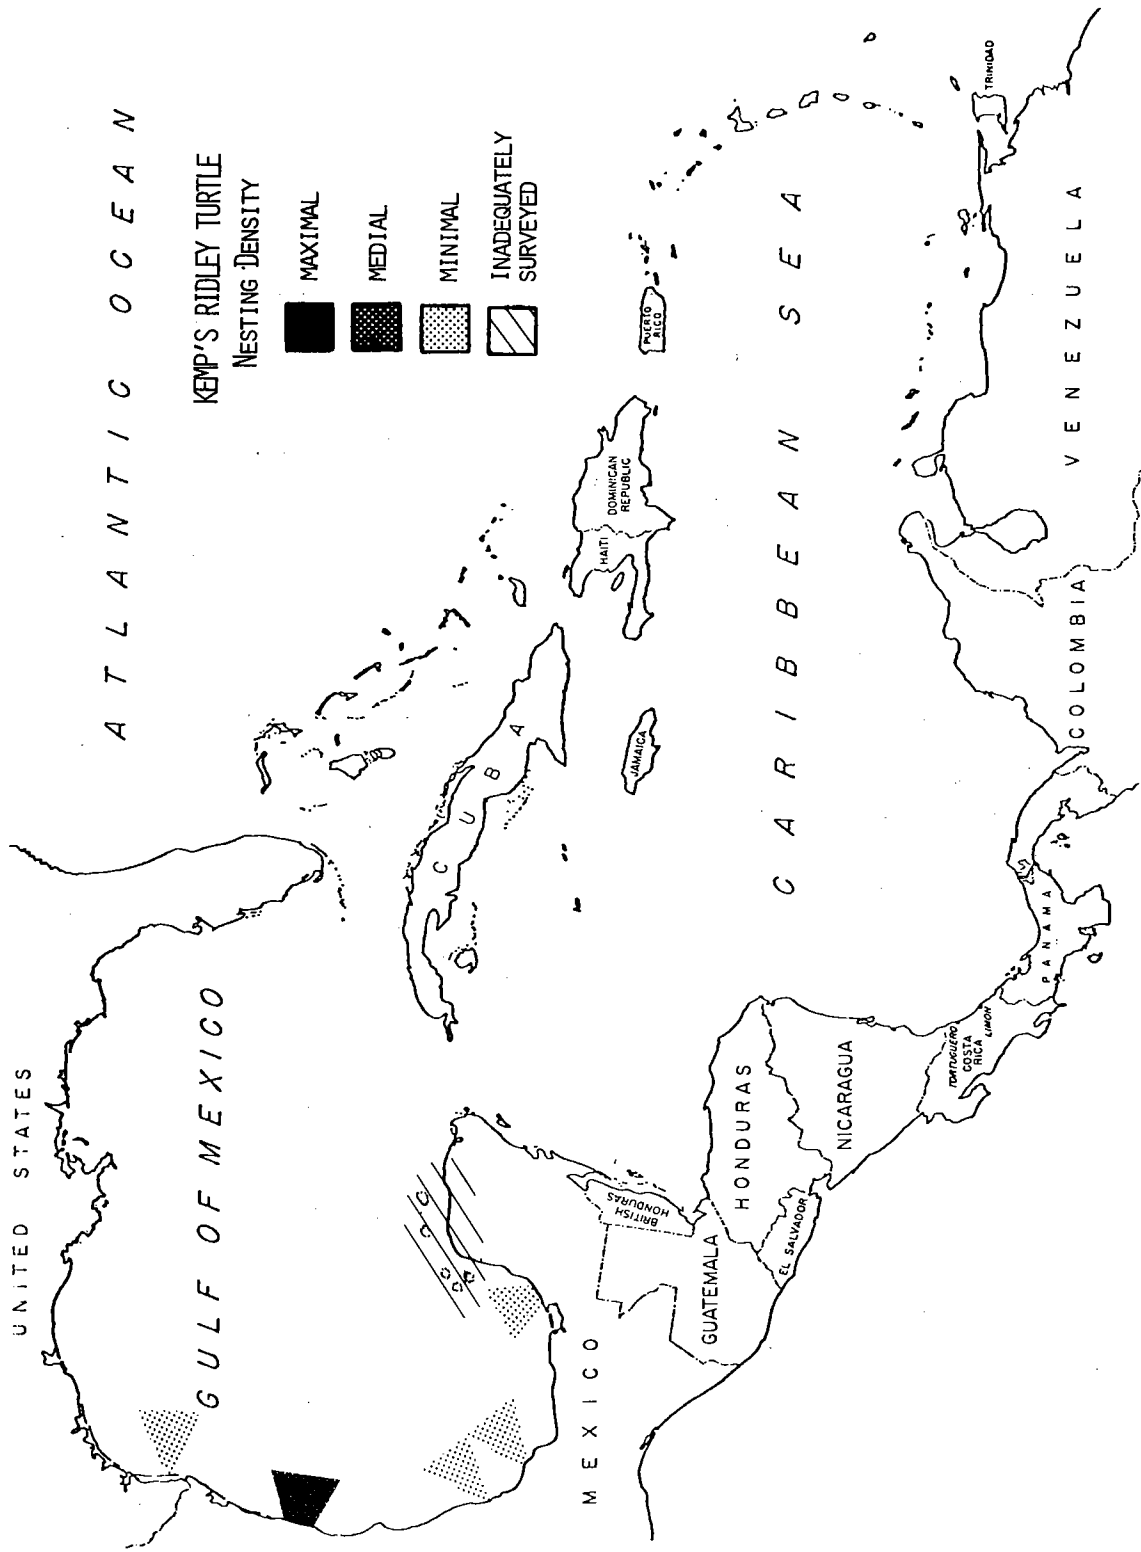 UNITED STATES
ATLANTIC OCEAN
GULF OF MEXICO
KEMP'S RIDLEY TURTLE
NESTING DENSITY
MAXIMAL
MEDIAL
MINIMAL
INADEQUATELY
SURVEYED
CUBA
MEXICO
HAITI
DOMINICAN
REPUBLIC
PUERTO
RICO
JAMAICA
BRITISH
HONDURAS
GUATEMALA
HONDURAS
EL SALVADOR
CARIBBEAN SEA
NICARAGUA
TORTUGUERO
COSTA
RICA
LIMON
PANAMA
COLOMBIA
VENEZUELA
TRINIDAD